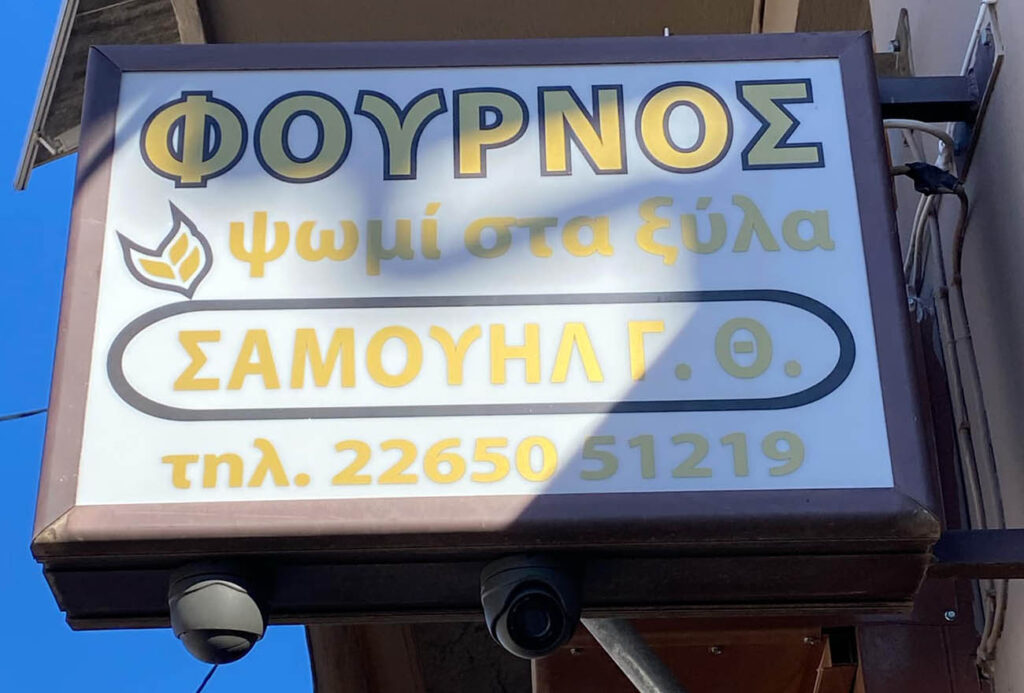 ΦΟΥΡΝΟΣ
ψωμί στα ξύλα
ΣΑΜΟΥΗΛ Γ. Θ.
τηλ. 22650 51219